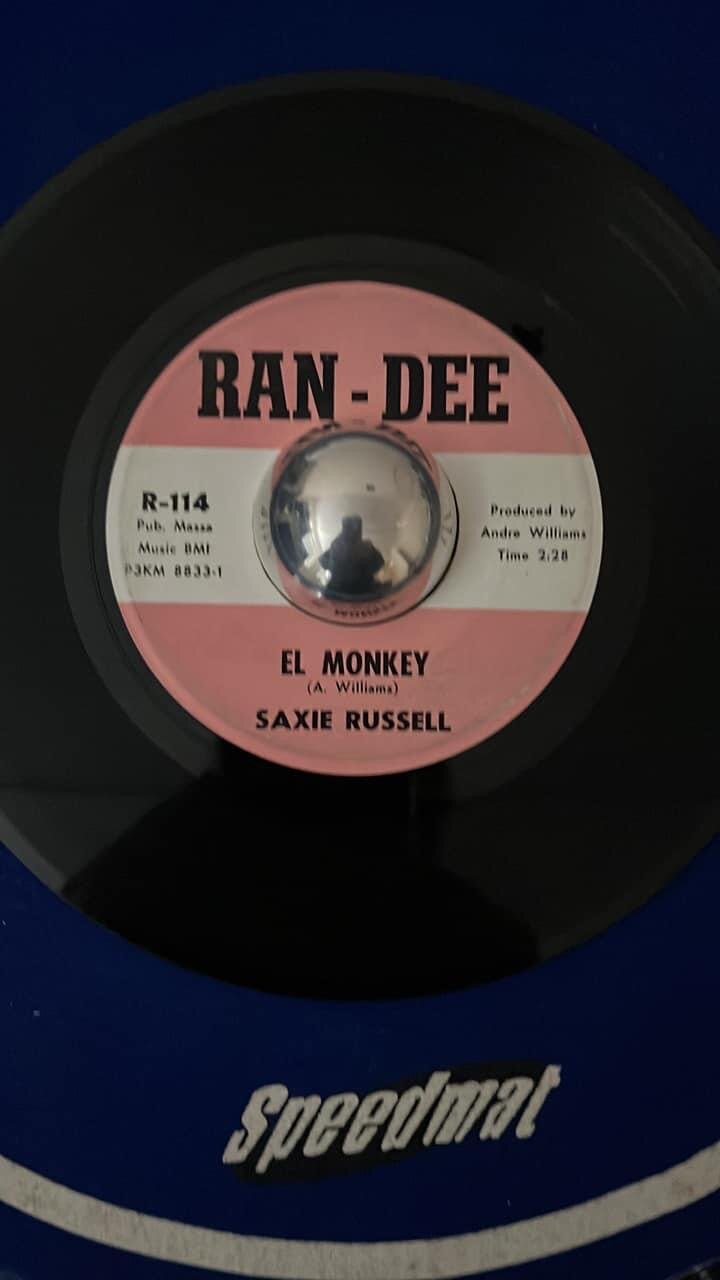 RAN-DEE
R-114
Pub. Massa
Music BMI
P3KM 8833-1
Produced by
Andre Williams
Time 2:28
EL MONKEY
(A. Williams)
SAXIE RUSSELL
Speedmat